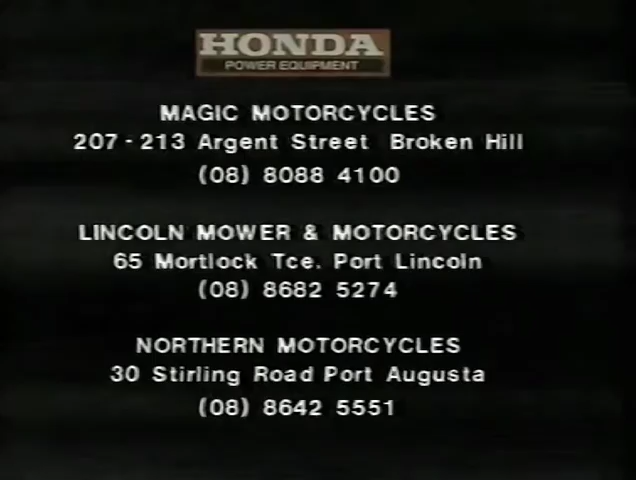 HONDA
POWER EQUIPMENT
MAGIC MOTORCYCLES
207-213 Argent Street Broken Hill
(08) 8088 4100
LINCOLN MOWER & MOTORCYCLES
65 Mortlock Tce. Port Lincoln
(08) 8682 5274
NORTHERN MOTORCYCLES
30 Stirling Road Port Augusta
(08) 8642 5551